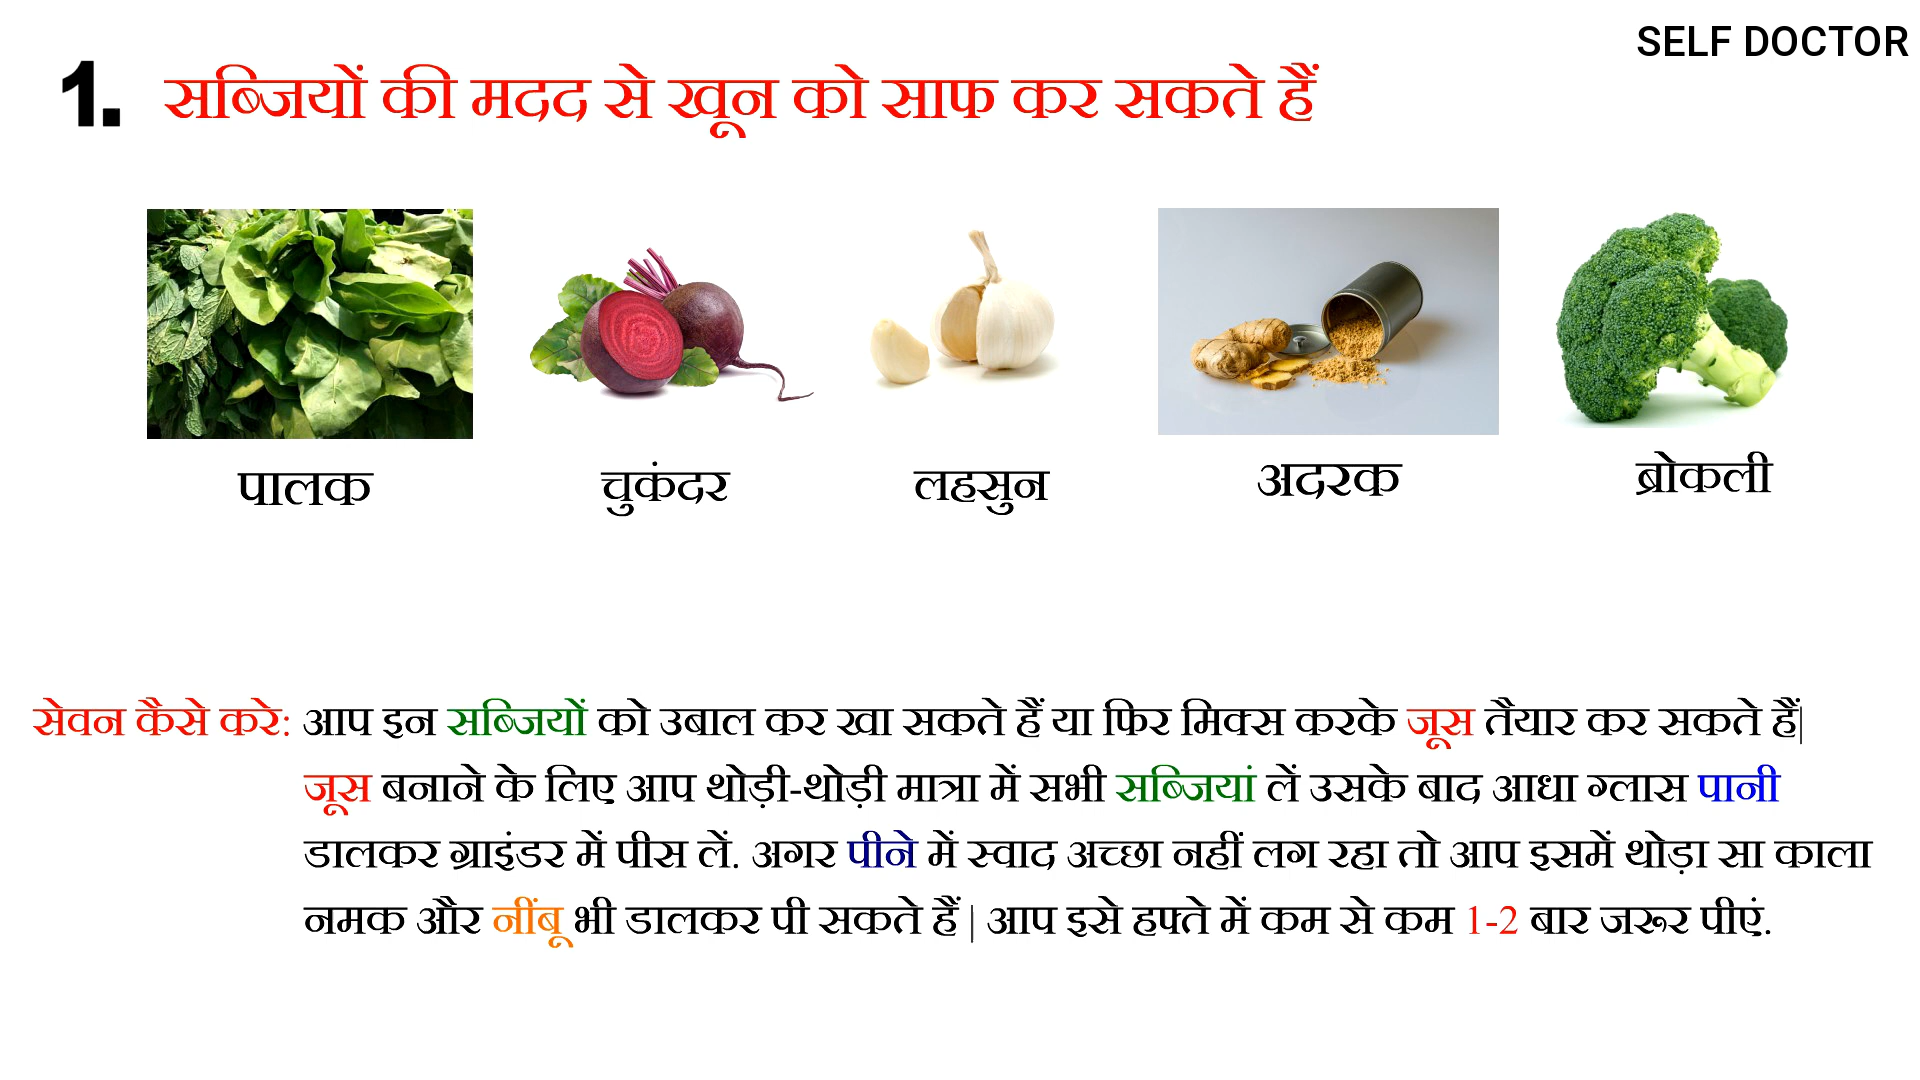 SELF DOCTOR
1. सब्जियों की मदद से खून को साफ कर सकते हैं
पालक
चुकंदर
लहसुन
अदरक
ब्रोकली
सेवन कैसे करे: आप इन सब्जियों को उबाल कर खा सकते हैं या फिर मिक्स करके जूस तैयार कर सकते हैं|
जूस बनाने के लिए आप थोड़ी-थोड़ी मात्रा में सभी सब्जियां लें उसके बाद आधा ग्लास पानी
डालकर ग्राइंडर में पीस लें. अगर पीने में स्वाद अच्छा नहीं लग रहा तो आप इसमें थोड़ा सा काला
नमक और नींबू भी डालकर पी सकते हैं | आप इसे हफ्ते में कम से कम 1-2 बार जरूर पीएं.